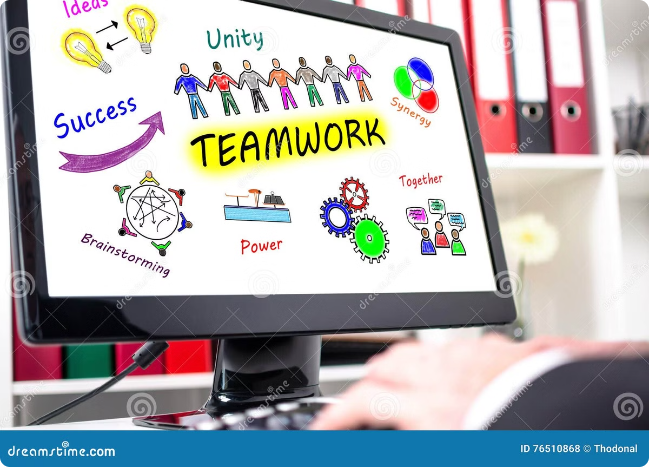 Ideas
Unity
Success
TEAMWORK
Synergy
Brainstorming
Power
Together
dreamstime.com
ID 76510868 © Thodonal